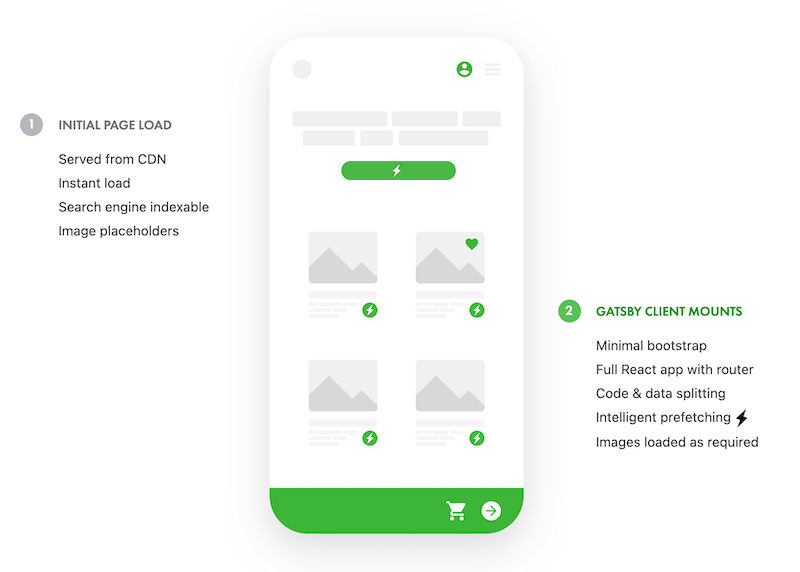 1 INITIAL PAGE LOAD
Served from CDN
Instant load
Search engine indexable
Image placeholders
2 GATSBY CLIENT MOUNTS
Minimal bootstrap
Full React app with router
Code & data splitting
Intelligent prefetching
Images loaded as required